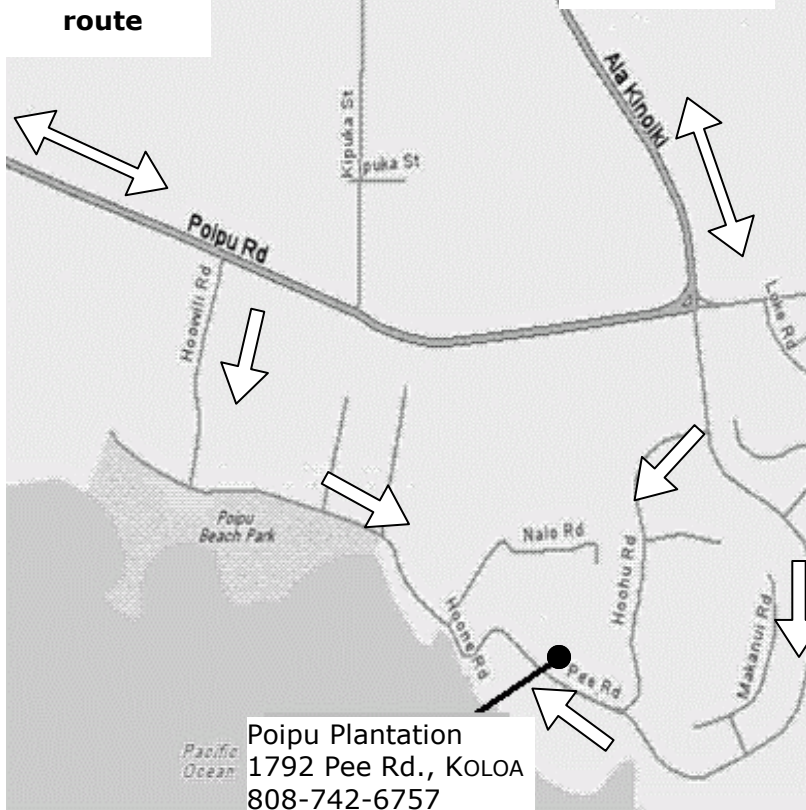 route
Ala Kinoiki
Kipuka St
puka St
Poipu Rd
Hoowili Rd
Loke Rd
Poipu
Beach Park
Nalo Rd
Hoohu Rd
Hoone Rd
Pee Rd
Makanui Rd
Pacific
Ocean
Poipu Plantation
1792 Pee Rd., KOLOA
808-742-6757